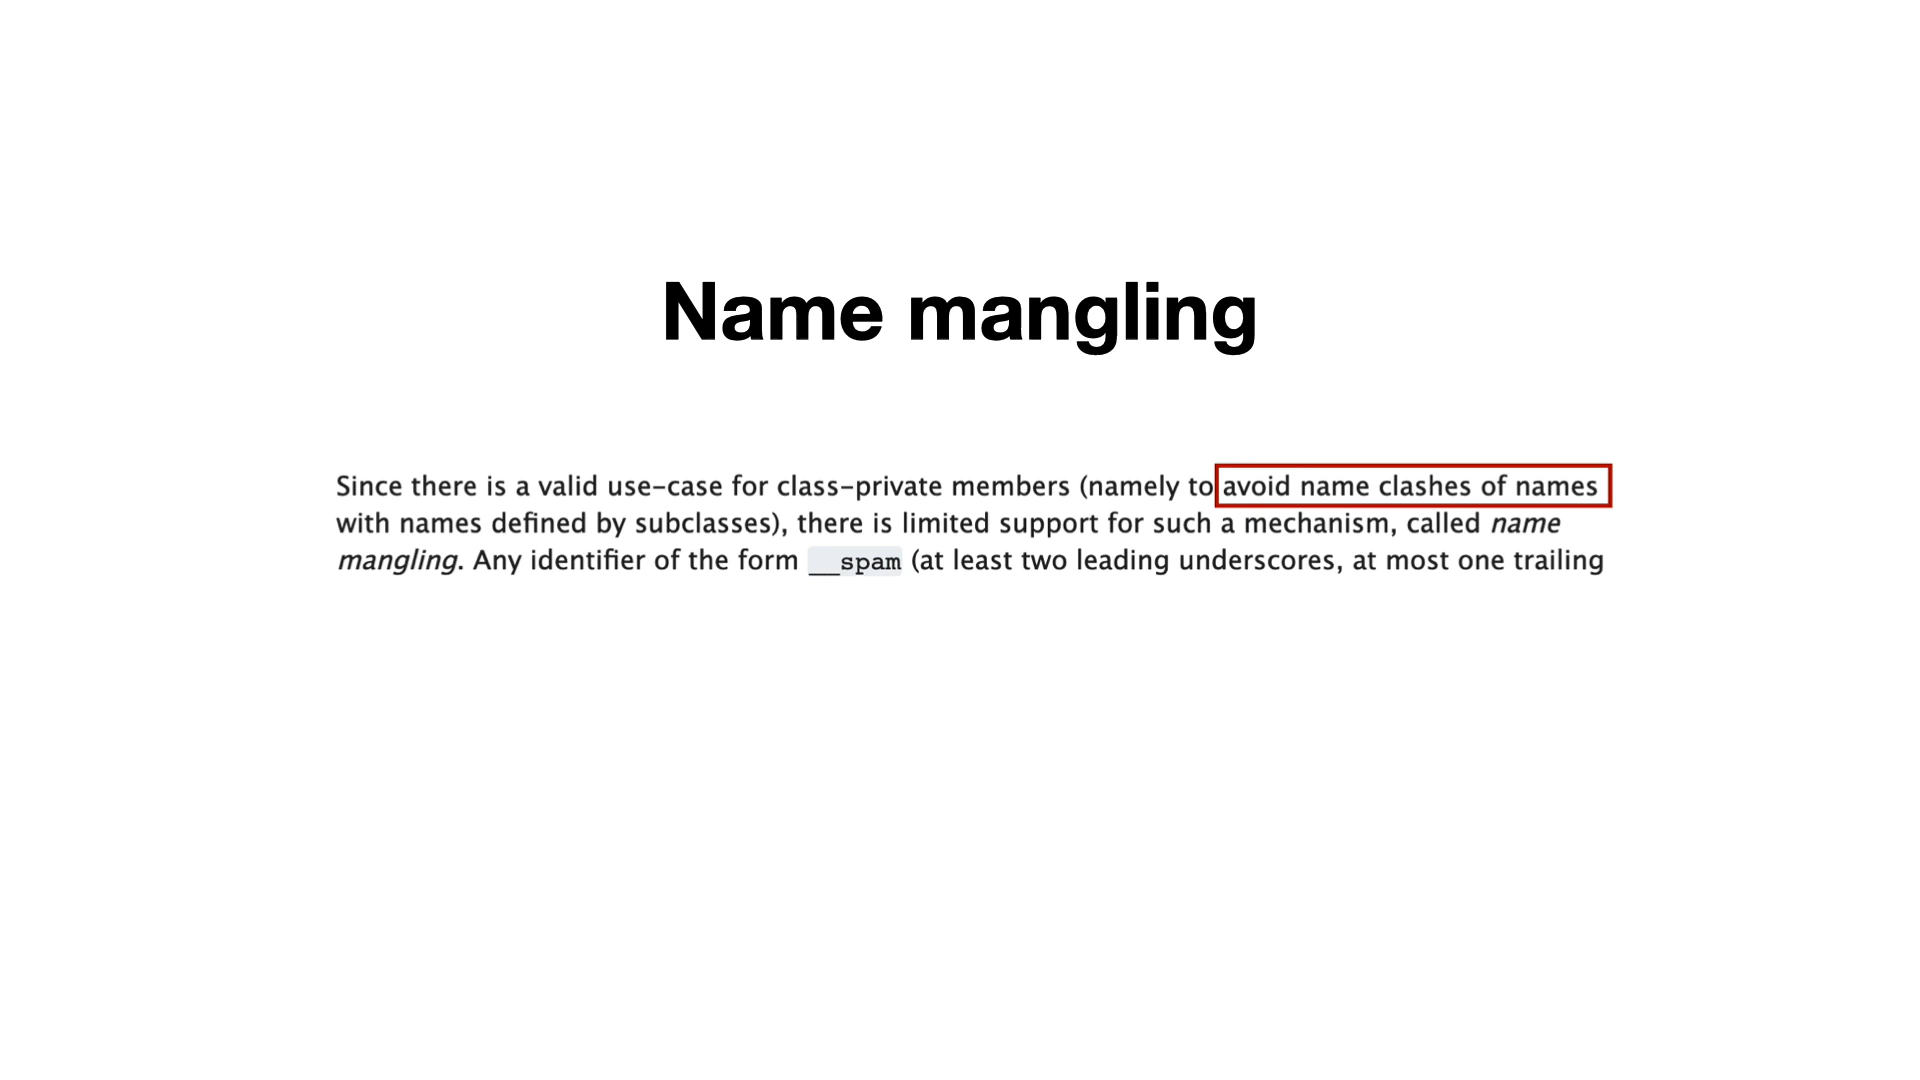 Name mangling
Since there is a valid use-case for class-private members (namely to avoid name clashes of names
with names defined by subclasses), there is limited support for such a mechanism, called name
mangling. Any identifier of the form __spam (at least two leading underscores, at most one trailing